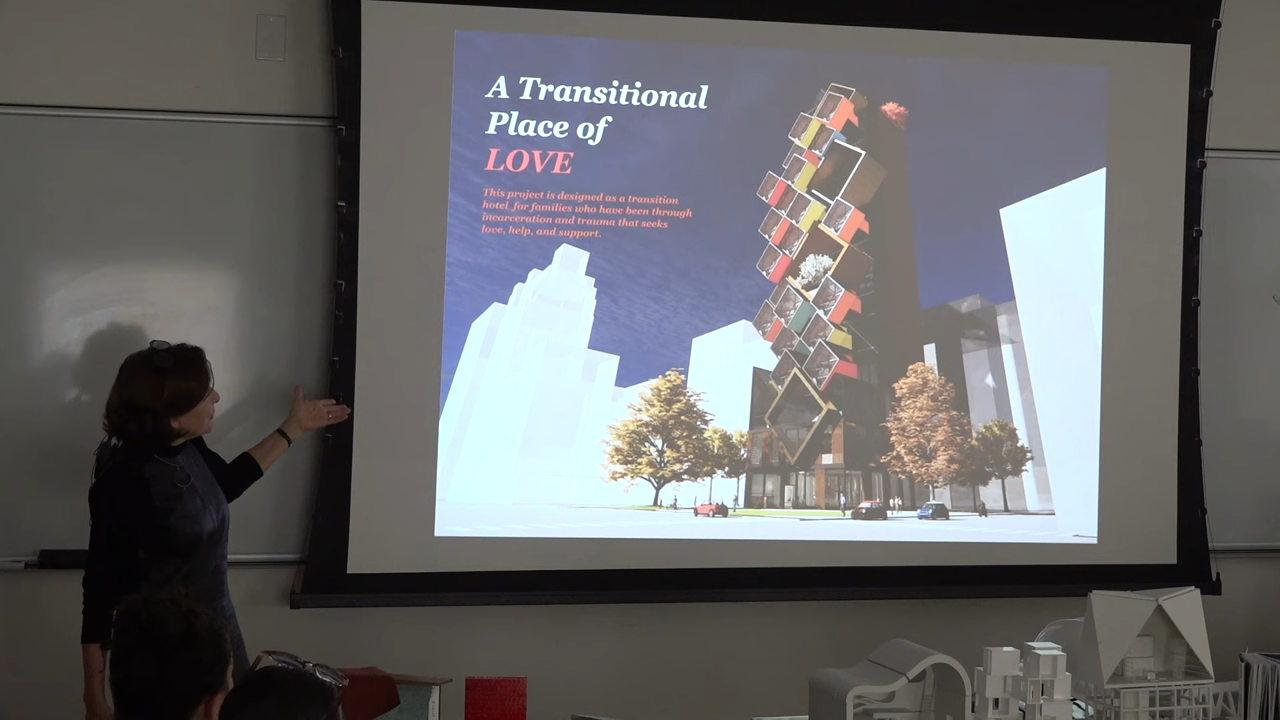 A Transitional
Place of
LOVE
This project is designed as a transition
hotel for families who have been through
incarceration and trauma that seeks
love, help, and support.